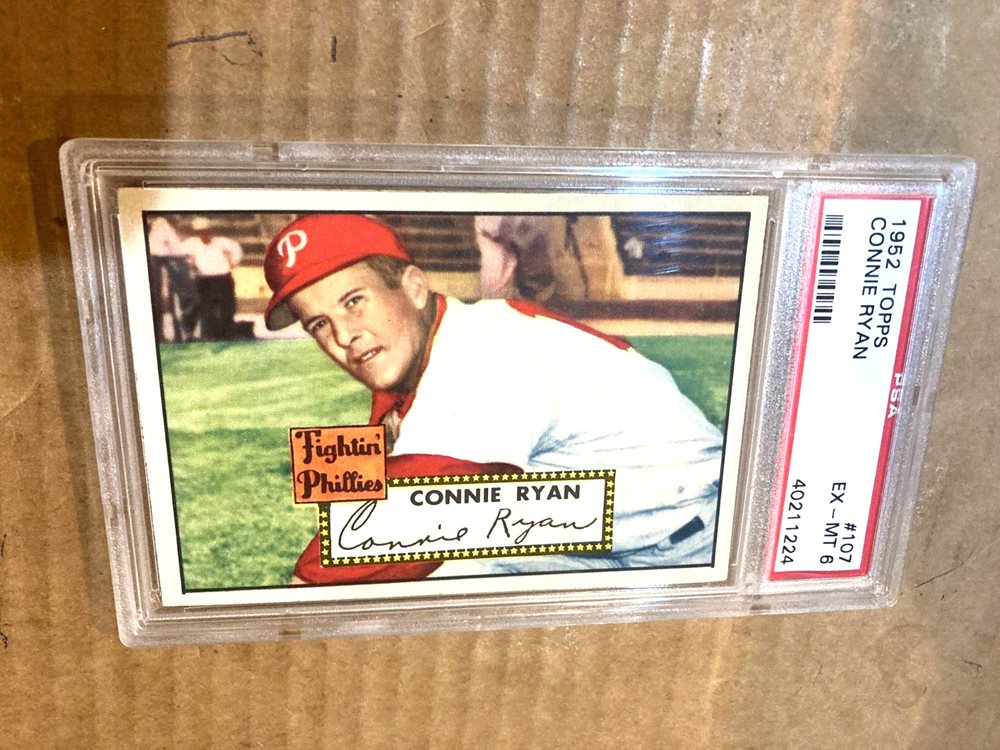 P
Fightin'
Phillies
CONNIE RYAN
Connie Ryan
1952 TOPPS #107
CONNIE RYAN EX - MT 6
PSA 40211224